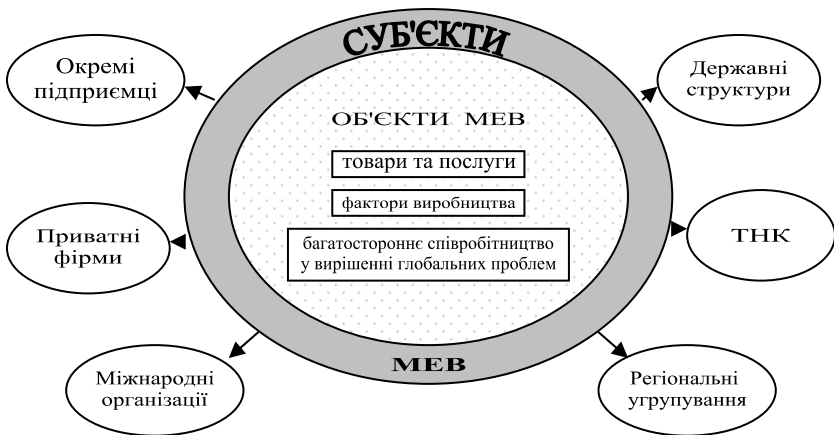 СУБ'ЄКТИ
Окремі
підприємці
Державні
структури
ОБ'ЄКТИ МЕВ
товари та послуги
фактори виробництва
багатостороннє співробітництво
у вирішенні глобальних проблем
Приватні
фірми
ТНК
МЕВ
Міжнародні
організації
Регіональні
угрупування